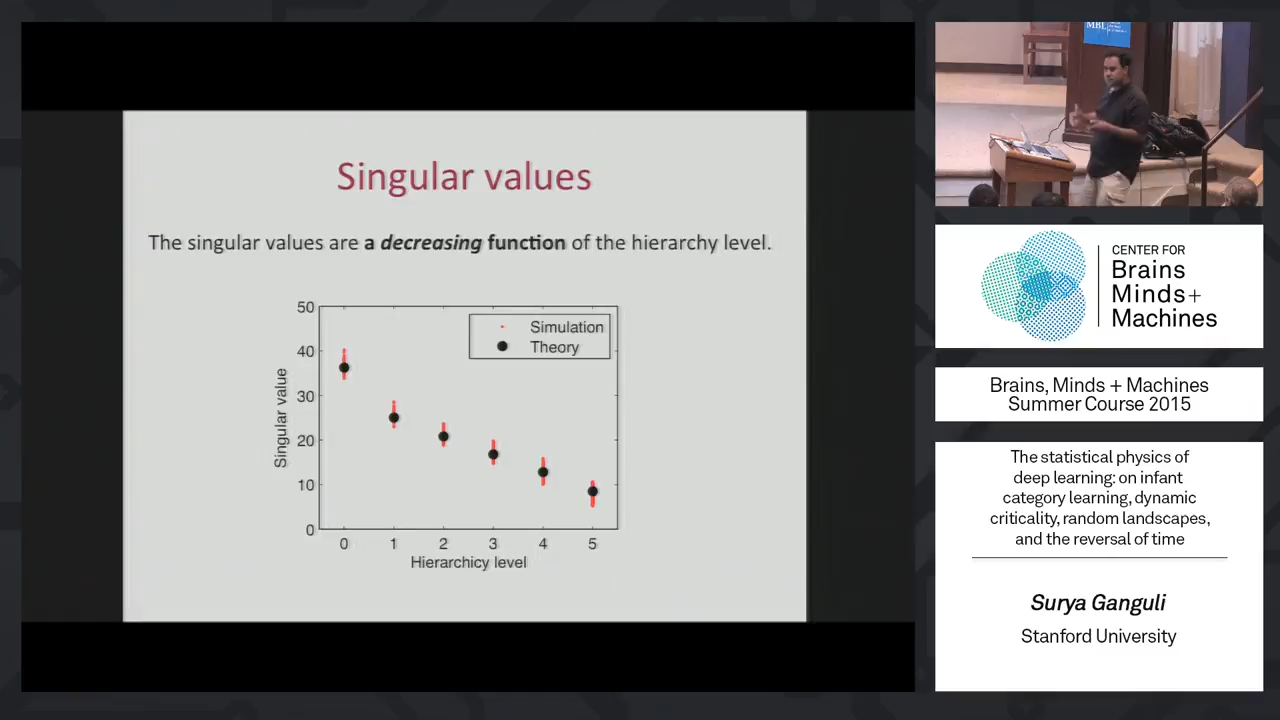 Singular values
The singular values are a decreasing function of the hierarchy level.
50
40
30
20
10
0
Singular value
Simulation
Theory
0 1 2 3 4 5
Hierarchicy level
MBL
CENTER FOR
Brains
Minds+
Machines
Brains, Minds + Machines
Summer Course 2015
The statistical physics of
deep learning: on infant
category learning, dynamic
criticality, random landscapes,
and the reversal of time
Surya Ganguli
Stanford University